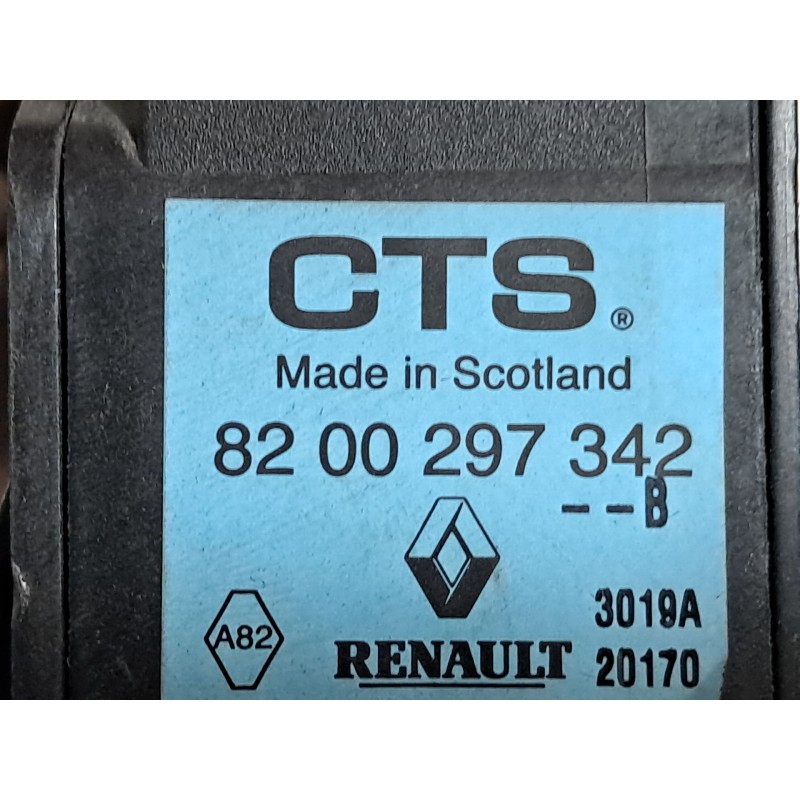 CTS®
Made in Scotland
82 00 297 342
--B
A82
RENAULT
3019A
20170